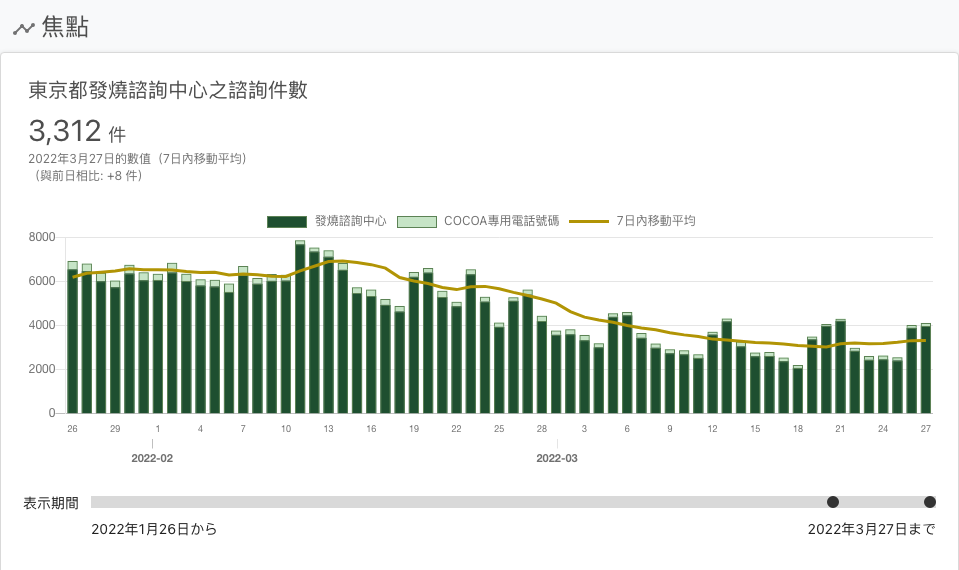 焦點
東京都發燒諮詢中心之諮詢件數
3,312 件
2022年3月27日的數值（7日內移動平均）
（與前日相比: +8 件）
發燒諮詢中心 COCOA專用電話號碼 7日內移動平均
8000
6000
4000
2000
0
26 29 1 4 7 10 13 16 19 22 25 28 3 6 9 12 15 18 21 24 27
2022-02 2022-03
表示期間
2022年1月26日から 2022年3月27日まで